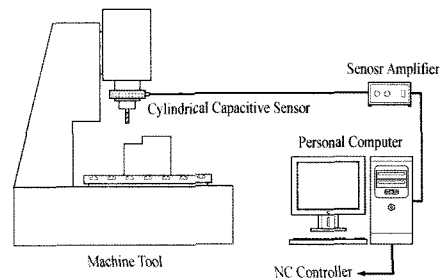 Senosr Amplifier
Cylindrical Capacitive Sensor
Personal Computer
Machine Tool
NC Controller